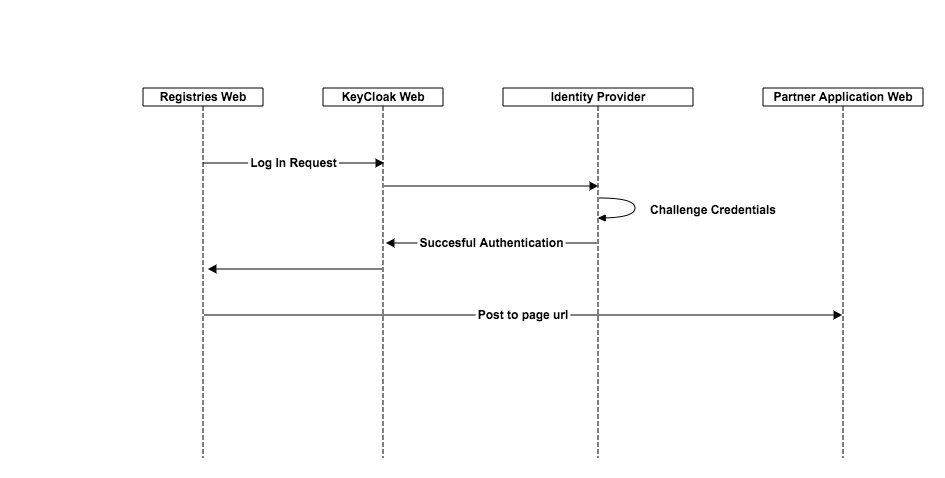 Registries Web
KeyCloak Web
Identity Provider
Partner Application Web
Log In Request
Challenge Credentials
Succesful Authentication
Post to page url